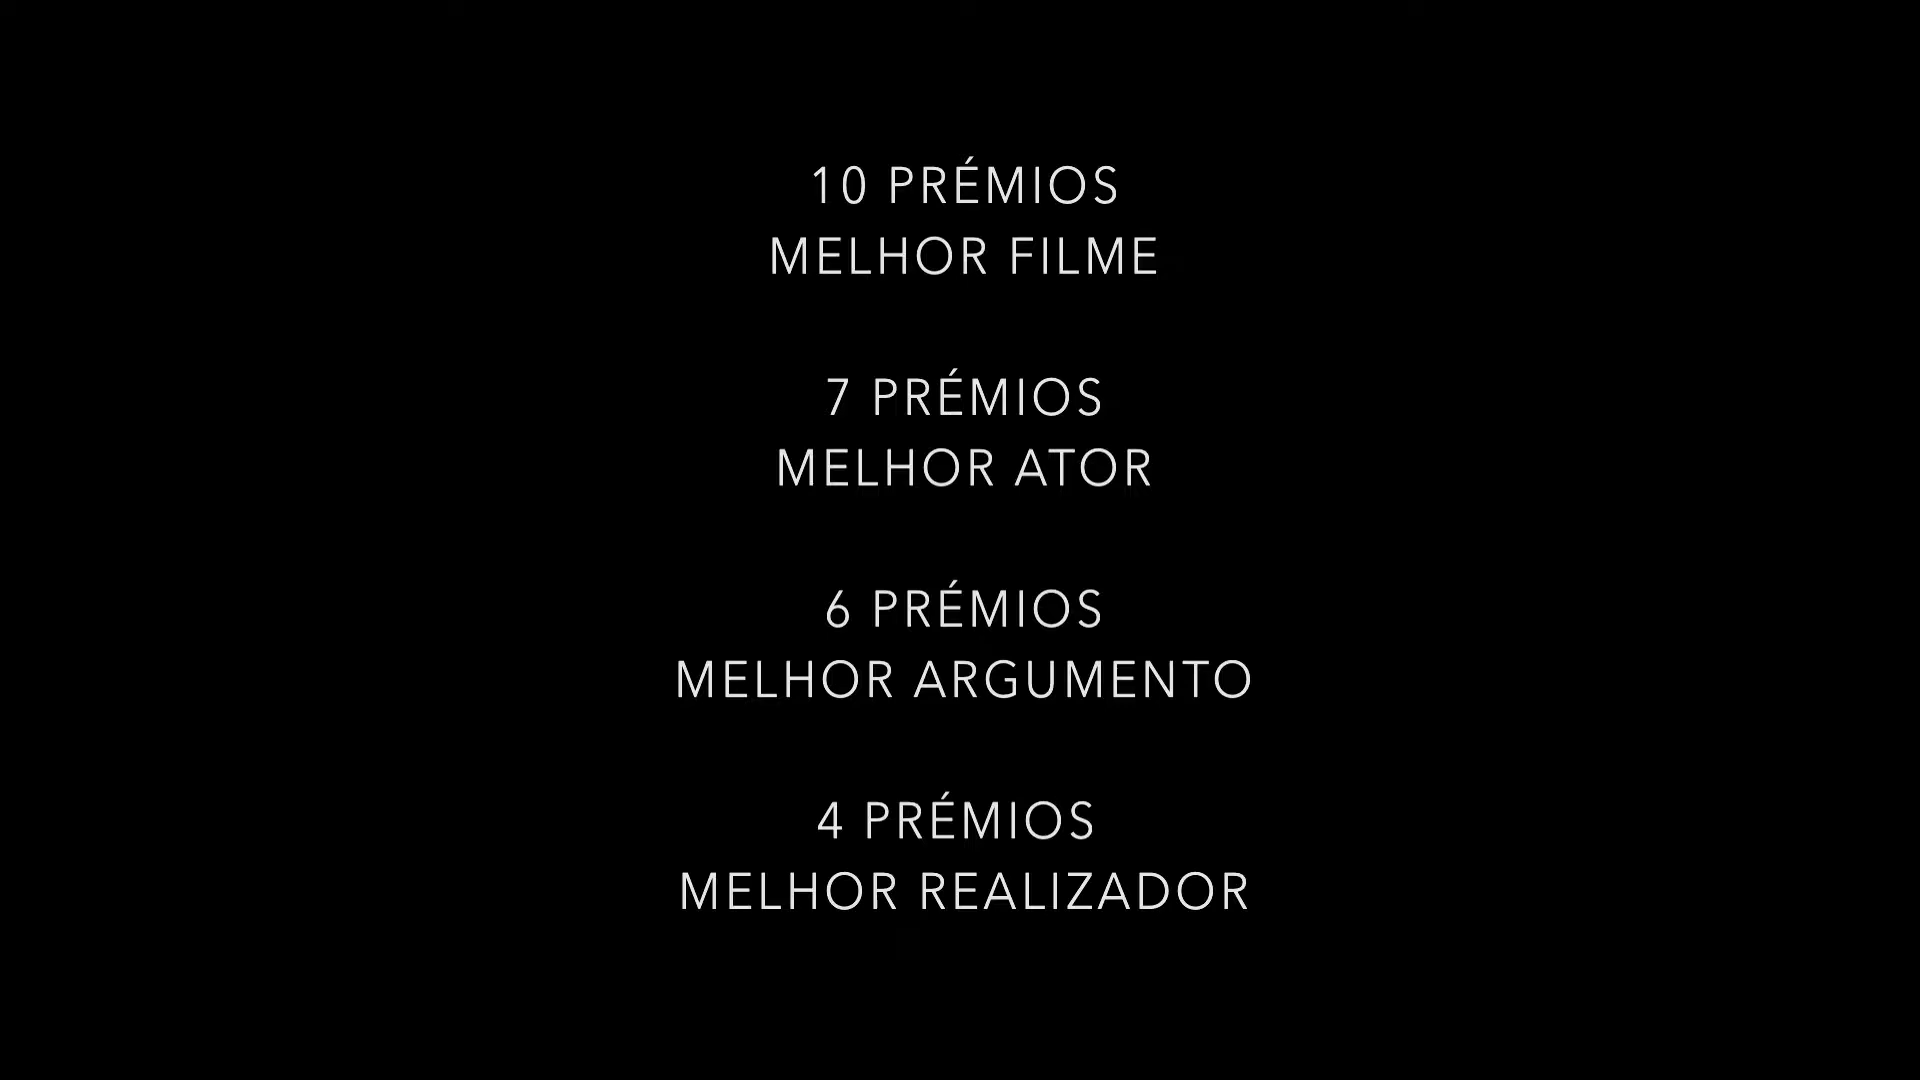 10 PRÉMIOS
MELHOR FILME
7 PRÉMIOS
MELHOR ATOR
6 PRÉMIOS
MELHOR ARGUMENTO
4 PRÉMIOS
MELHOR REALIZADOR